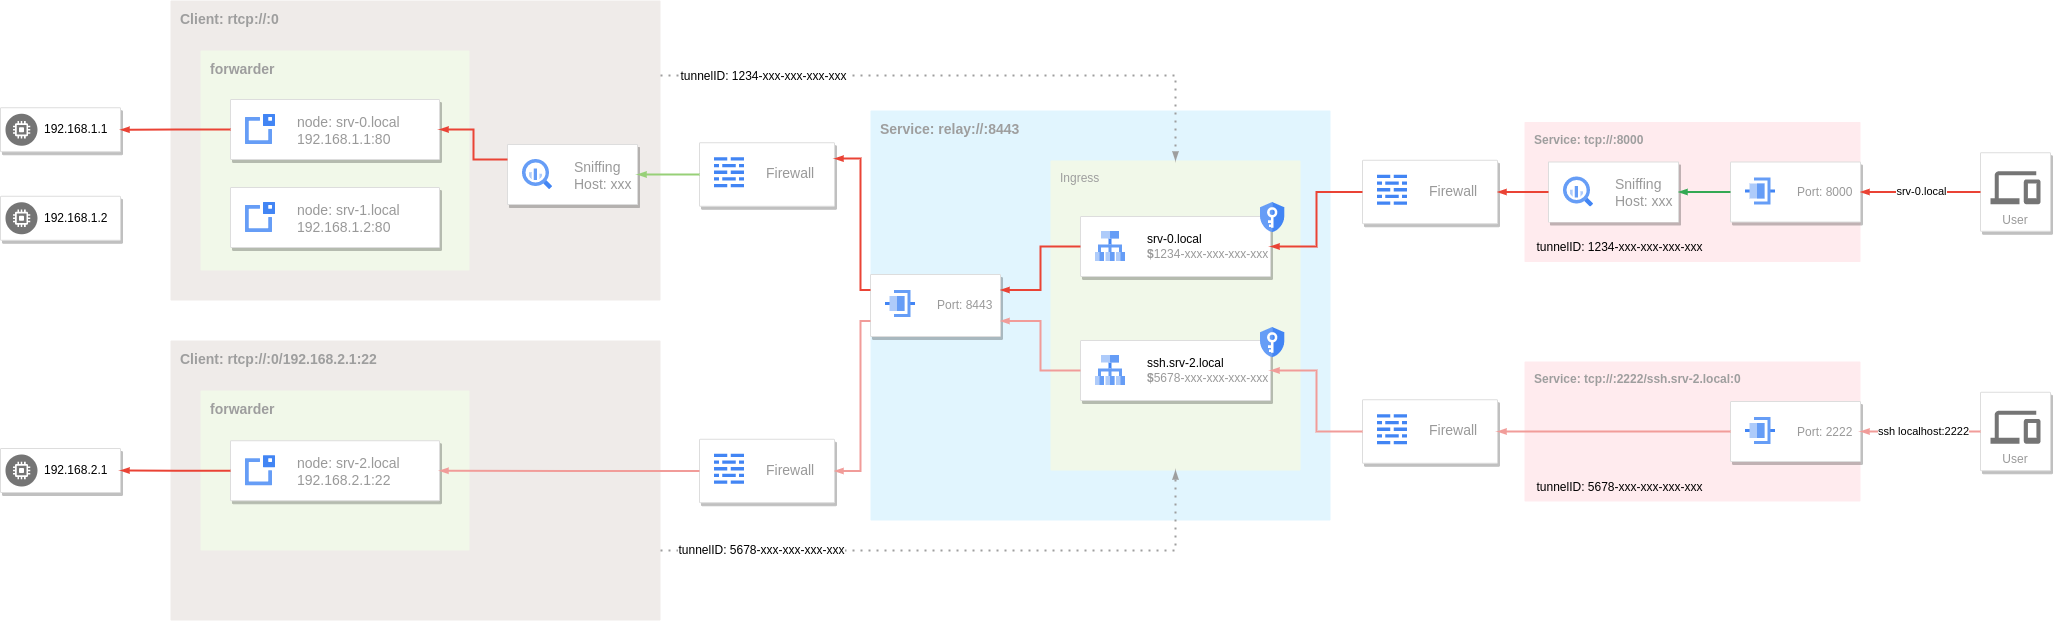 Client: rtcp://:0
forwarder
node: srv-0.local
192.168.1.1:80
node: srv-1.local
192.168.1.2:80
192.168.1.1
192.168.1.2
Sniffing
Host: xxx
Firewall
tunnelID: 1234-xxx-xxx-xxx-xxx
Service: relay://:8443
Ingress
srv-0.local
$1234-xxx-xxx-xxx-xxx
Port: 8443
ssh.srv-2.local
$5678-xxx-xxx-xxx-xxx
Firewall
Service: tcp://:8000
Sniffing
Host: xxx
Port: 8000
tunnelID: 1234-xxx-xxx-xxx-xxx
srv-0.local
User
Client: rtcp://:0/192.168.2.1:22
forwarder
node: srv-2.local
192.168.2.1:22
192.168.2.1
Firewall
tunnelID: 5678-xxx-xxx-xxx-xxx
Firewall
Service: tcp://:2222/ssh.srv-2.local:0
Port: 2222
tunnelID: 5678-xxx-xxx-xxx-xxx
ssh localhost:2222
User